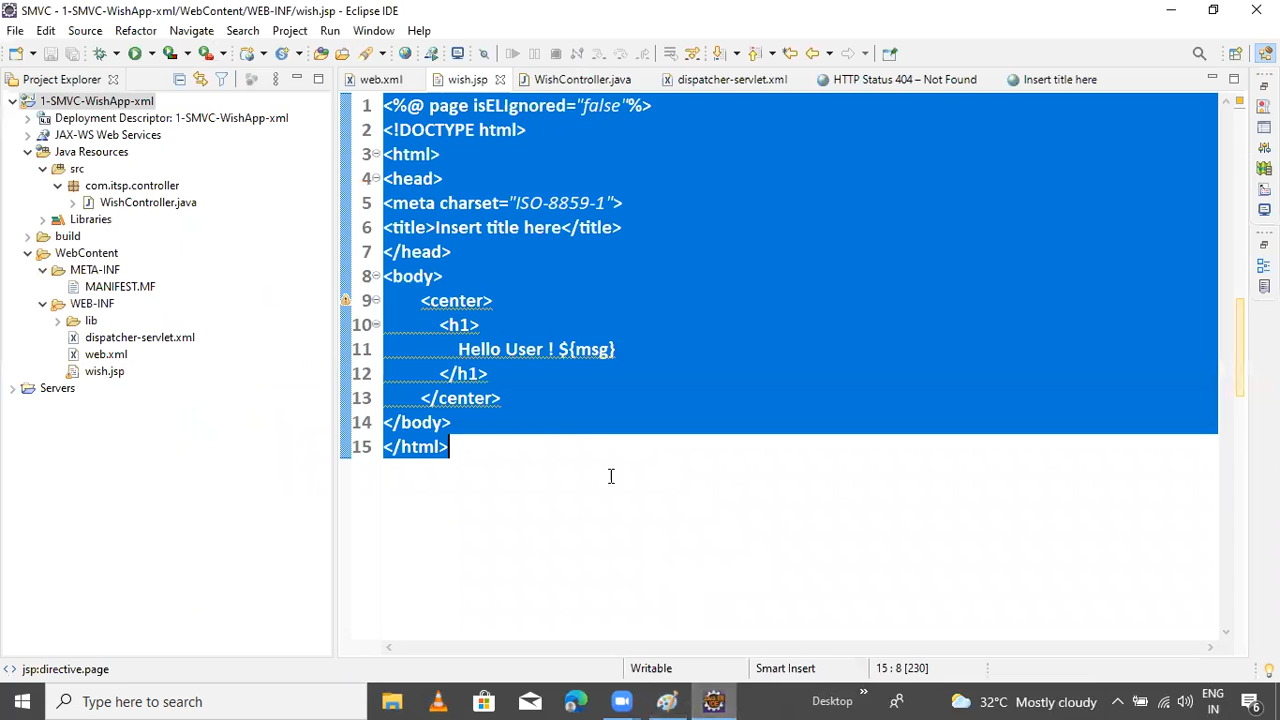 SMVC - 1-SMVC-WishApp-xml/WebContent/WEB-INF/wish.jsp - Eclipse IDE
File Edit Source Refactor Navigate Search Project Run Window Help
Project Explorer
web.xml wish.jsp WishController.java dispatcher-servlet.xml HTTP Status 404 – Not Found Insert title here
1-SMVC-WishApp-xml
Deployment Descriptor: 1-SMVC-WishApp-xml
JAX-WS Web Services
Java Resources
src
com.itsp.controller
WishController.java
Libraries
build
WebContent
META-INF
MANIFEST.MF
WEB-INF
lib
dispatcher-servlet.xml
web.xml
wish.jsp
Servers
1 <%@ page isELIgnored="false"%>
2 <!DOCTYPE html>
3 <html>
4 <head>
5 <meta charset="ISO-8859-1">
6 <title>Insert title here</title>
7 </head>
8 <body>
9 <center>
10 <h1>
11 Hello User ! ${msg}
12 </h1>
13 </center>
14 </body>
15 </html>
jsp:directive.page Writable Smart Insert 15 : 8 [230]
Type here to search Desktop 32°C Mostly cloudy ENG IN 6